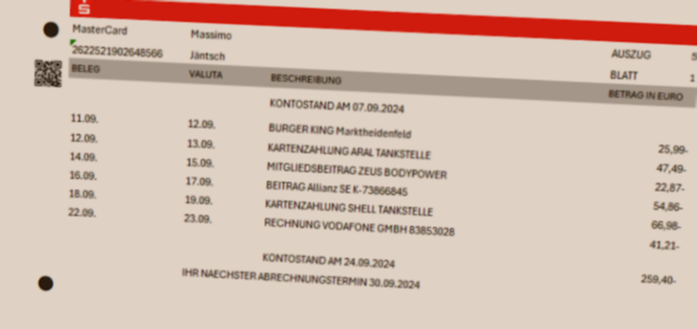 MasterCard Massimo
2622521902648566 Jäntsch AUSZUG 5
BLATT 1
BELEG VALUTA BESCHREIBUNG BETRAG IN EURO
KONTOSTAND AM 07.09.2024
11.09. 12.09. BURGER KING Marktheidenfeld 25,99-
12.09. 13.09. KARTENZAHLUNG ARAL TANKSTELLE 47,49-
14.09. 15.09. MITGLIEDSBEITRAG ZEUS BODYPOWER 22,87-
16.09. 17.09. BEITRAG Allianz SE K-73866845 54,86-
18.09. 19.09. KARTENZAHLUNG SHELL TANKSTELLE 66,98-
22.09. 23.09. RECHNUNG VODAFONE GMBH 83853028 41,21-
KONTOSTAND AM 24.09.2024 259,40-
IHR NAECHSTER ABRECHNUNGSTERMIN 30.09.2024